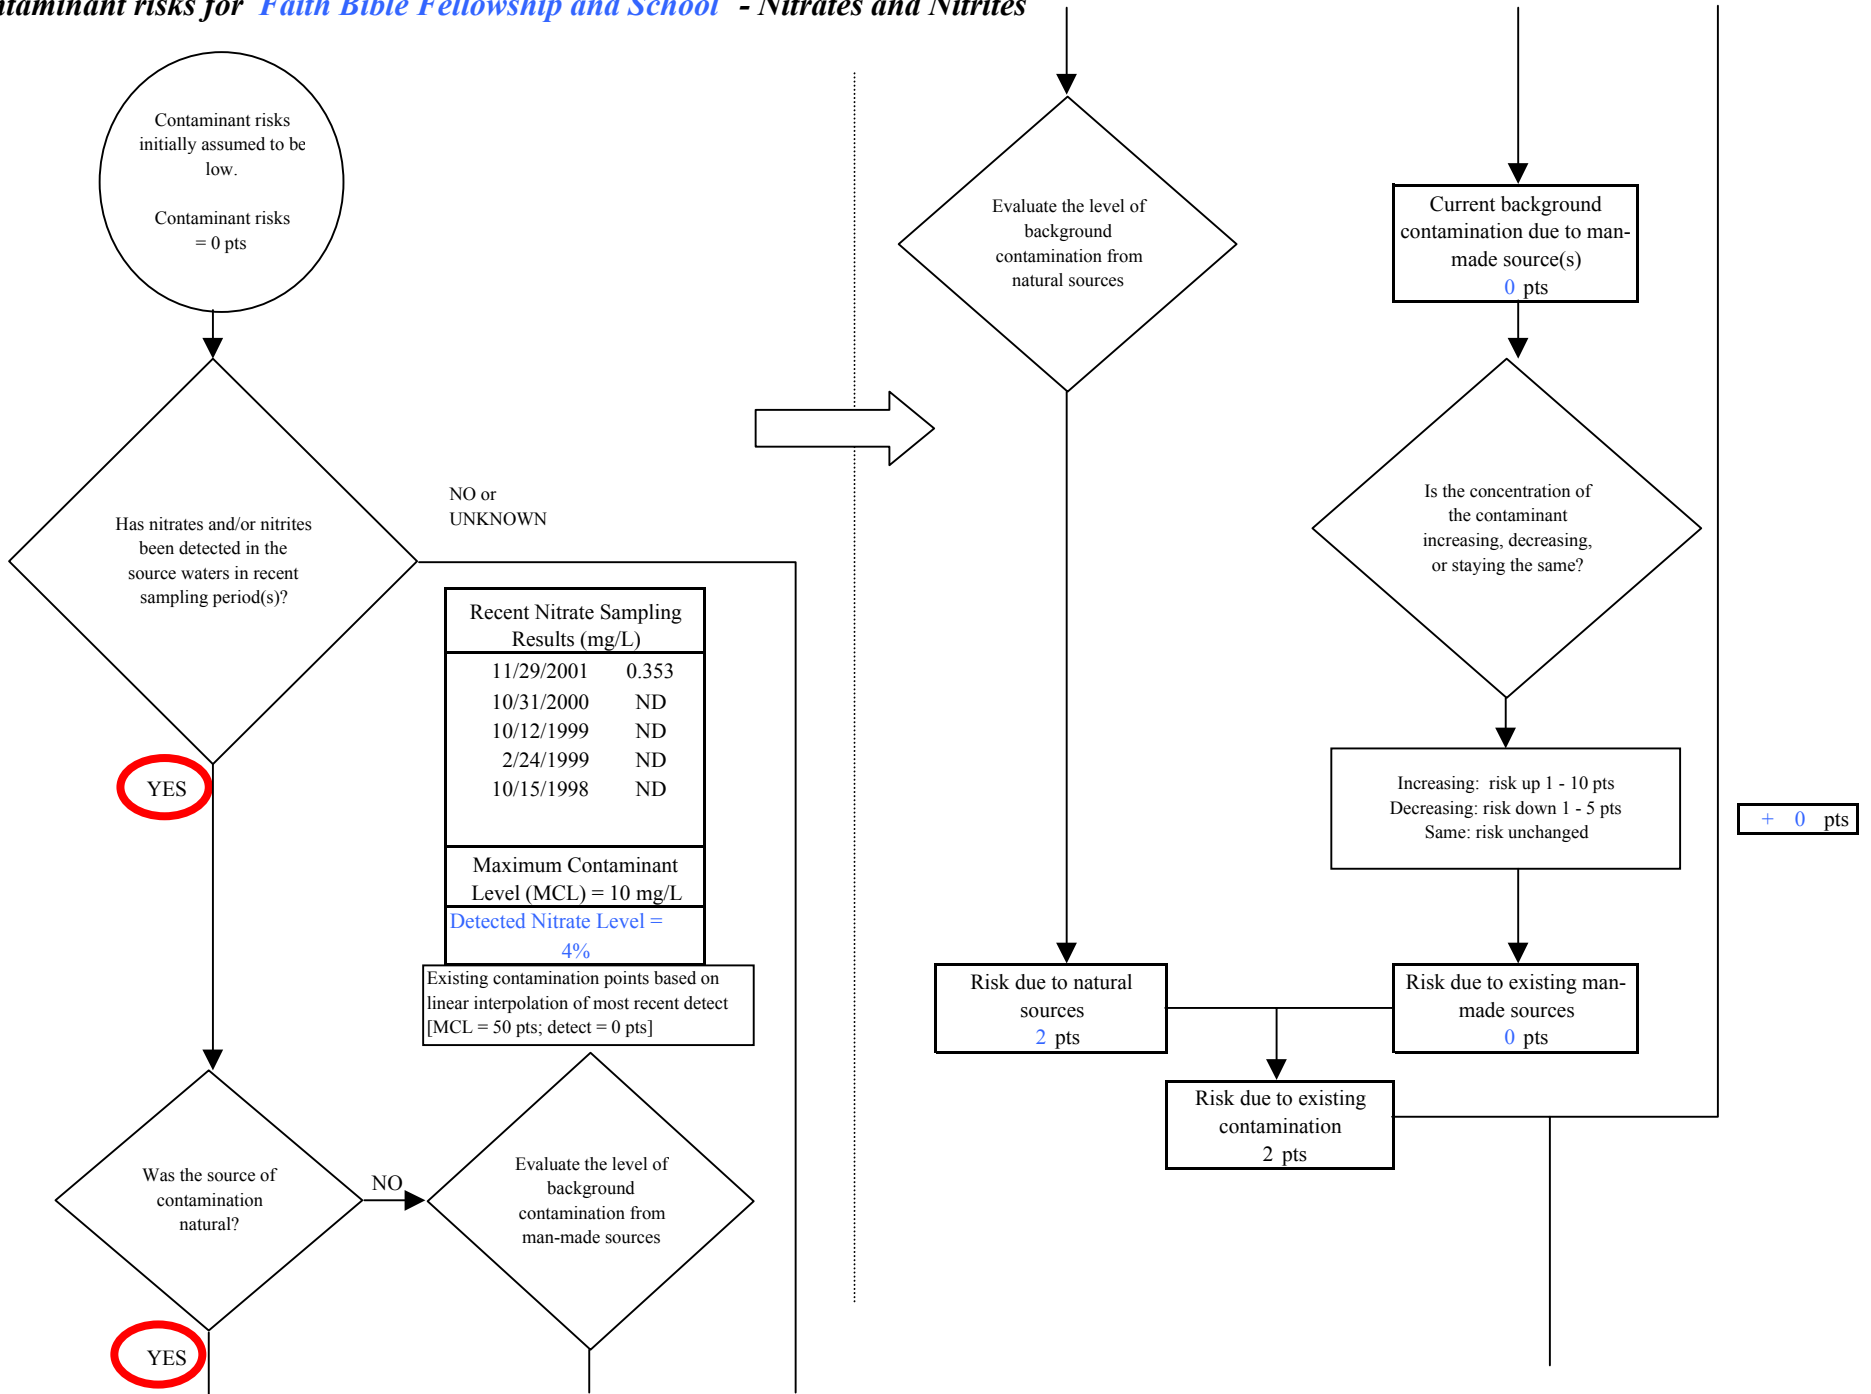 ntaminant risks for Faith Bible Fellowship and School - Nitrates and Nitrites
Contaminant risks
initially assumed to be
low.
Contaminant risks
= 0 pts
Has nitrates and/or nitrites
been detected in the
source waters in recent
sampling period(s)?
NO or
UNKNOWN
YES
Recent Nitrate Sampling
Results (mg/L)
11/29/2001 0.353
10/31/2000 ND
10/12/1999 ND
2/24/1999 ND
10/15/1998 ND
Maximum Contaminant
Level (MCL) = 10 mg/L
Detected Nitrate Level =
4%
Existing contamination points based on
linear interpolation of most recent detect
[MCL = 50 pts; detect = 0 pts]
Was the source of
contamination
natural?
NO
YES
Evaluate the level of
background
contamination from
man-made sources
Evaluate the level of
background
contamination from
natural sources
Current background
contamination due to man-
made source(s)
0 pts
Is the concentration of
the contaminant
increasing, decreasing,
or staying the same?
Increasing: risk up 1 - 10 pts
Decreasing: risk down 1 - 5 pts
Same: risk unchanged
+ 0 pts
Risk due to natural
sources
2 pts
Risk due to existing man-
made sources
0 pts
Risk due to existing
contamination
2 pts